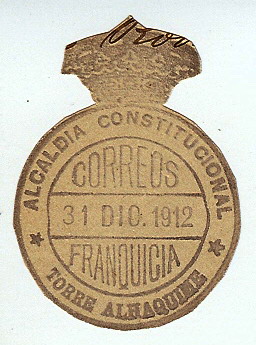 ALCALDIA CONSTITUCIONAL
CORREOS
31 DIC. 1912
FRANQUICIA
TORRE ALHAQUIME